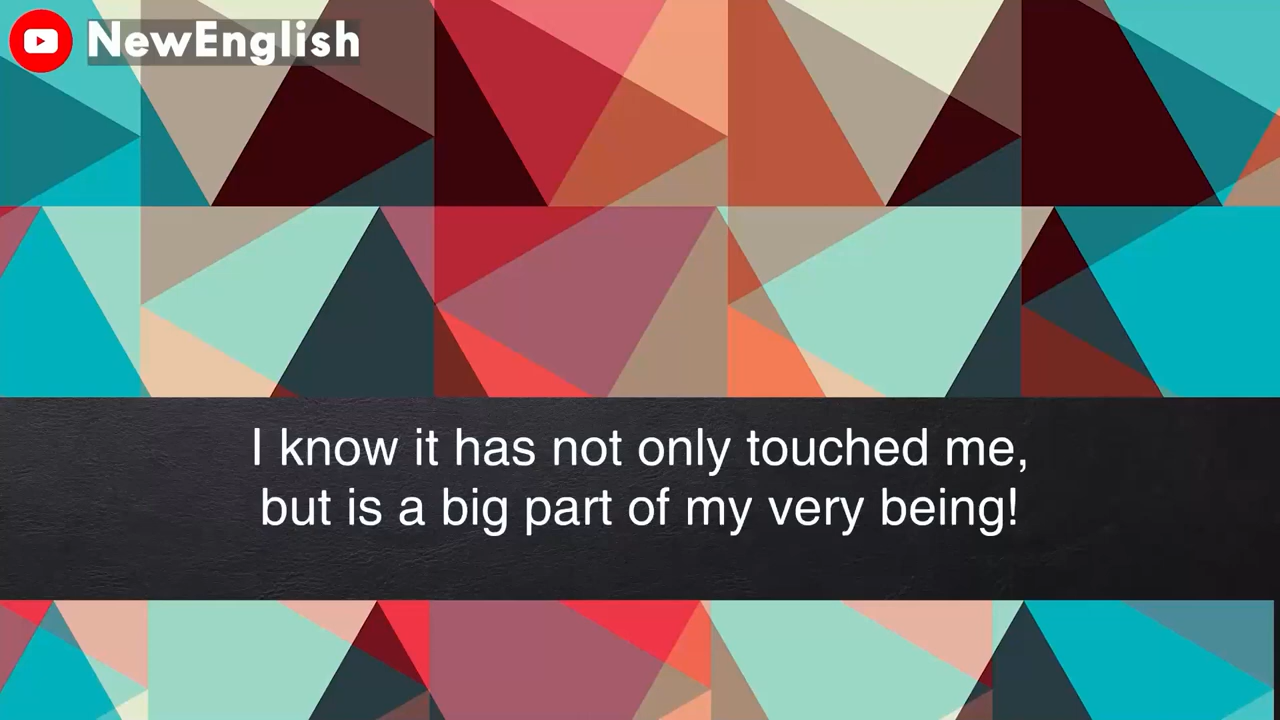 NewEnglish
I know it has not only touched me,
but is a big part of my very being!